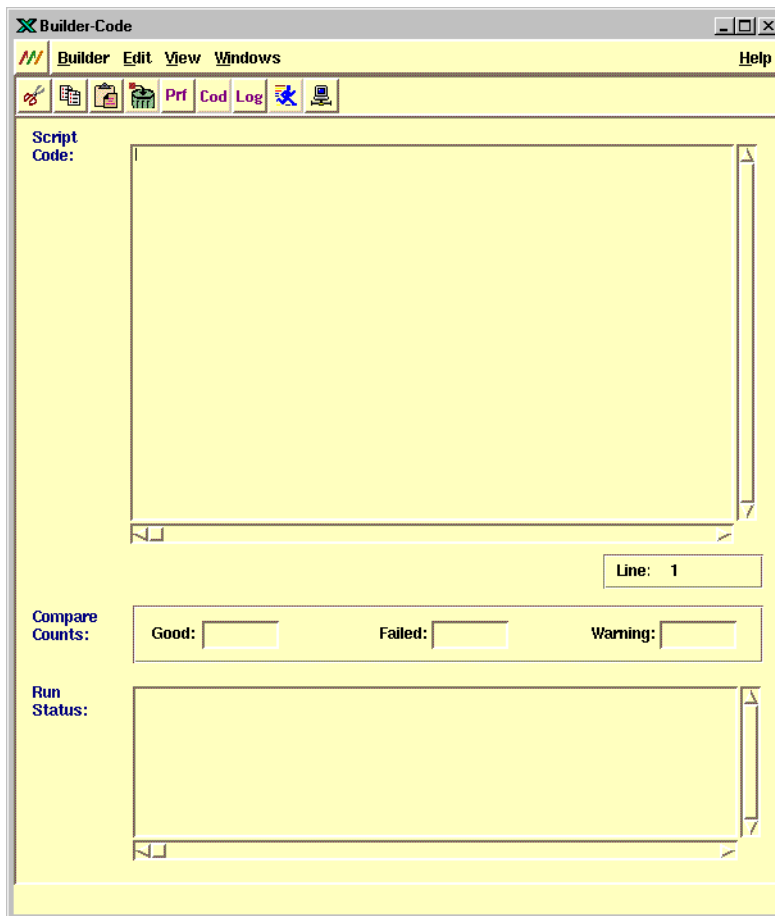 Builder-Code
Builder Edit View Windows Help
Prf Cod Log
Script
Code:
Line: 1
Compare
Counts:
Good: Failed: Warning:
Run
Status: